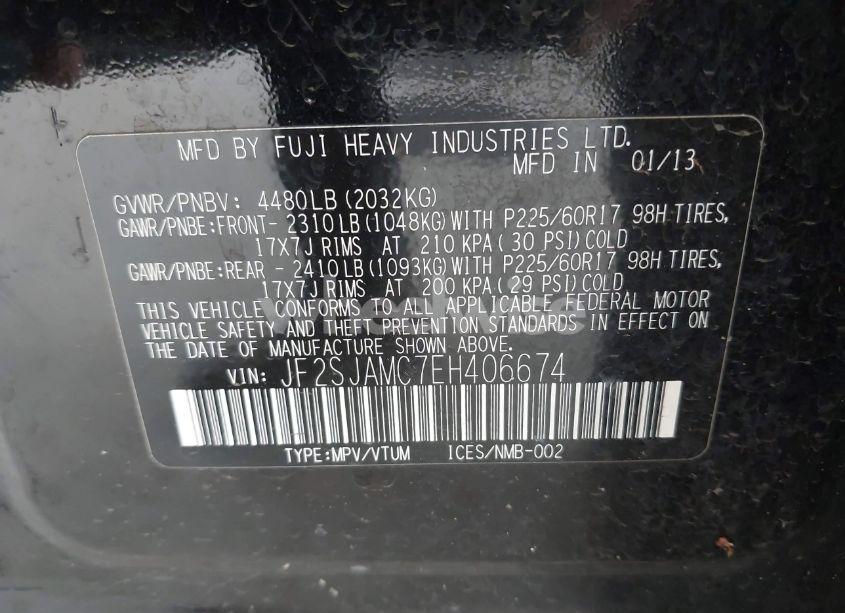 MFD BY FUJI HEAVY INDUSTRIES LTD.
MFD IN 01/13
GVWR/PNBV: 4480LB (2032KG)
GAWR/PNBE:FRONT- 2310LB (1048KG) WITH P225/60R17 98H TIRES,
17X7J RIMS AT 210 KPA (30 PSI) COLD
GAWR/PNBE:REAR - 2410LB (1093KG) WITH P225/60R17 98H TIRES,
17X7J RIMS AT 200 KPA (29 PSI) COLD
THIS VEHICLE CONFORMS TO ALL APPLICABLE FEDERAL MOTOR
VEHICLE SAFETY AND THEFT PREVENTION STANDARDS IN EFFECT ON
THE DATE OF MANUFACTURE SHOWN ABOVE.
VIN: JF2SJAMC7EH406674
TYPE:MPV/VTUM ICES/NMB-002